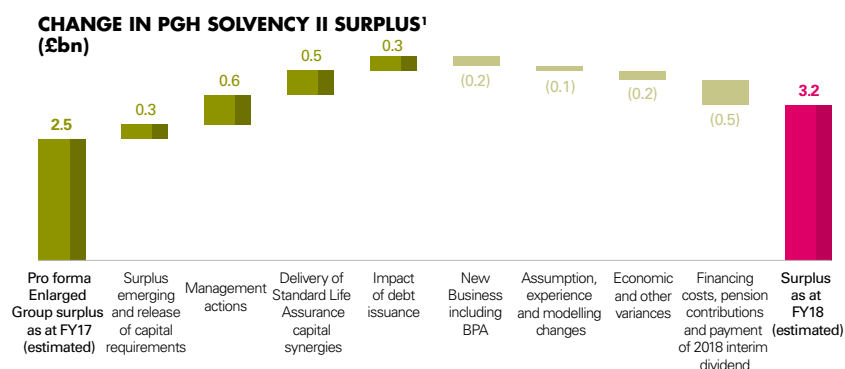 CHANGE IN PGH SOLVENCY II SURPLUS¹
(£bn)
2.5
0.3
0.6
0.5
0.3
(0.2)
(0.1)
(0.2)
(0.5)
3.2
Pro forma
Enlarged
Group surplus
as at FY17
(estimated)
Surplus
emerging
and release
of capital
requirements
Management
actions
Delivery of
Standard Life
Assurance
capital
synergies
Impact
of debt
issuance
New
Business
including
BPA
Assumption,
experience
and modelling
changes
Economic
and other
variances
Financing
costs, pension
contributions
and payment
of 2018 interim
dividend
Surplus
as at
FY18
(estimated)